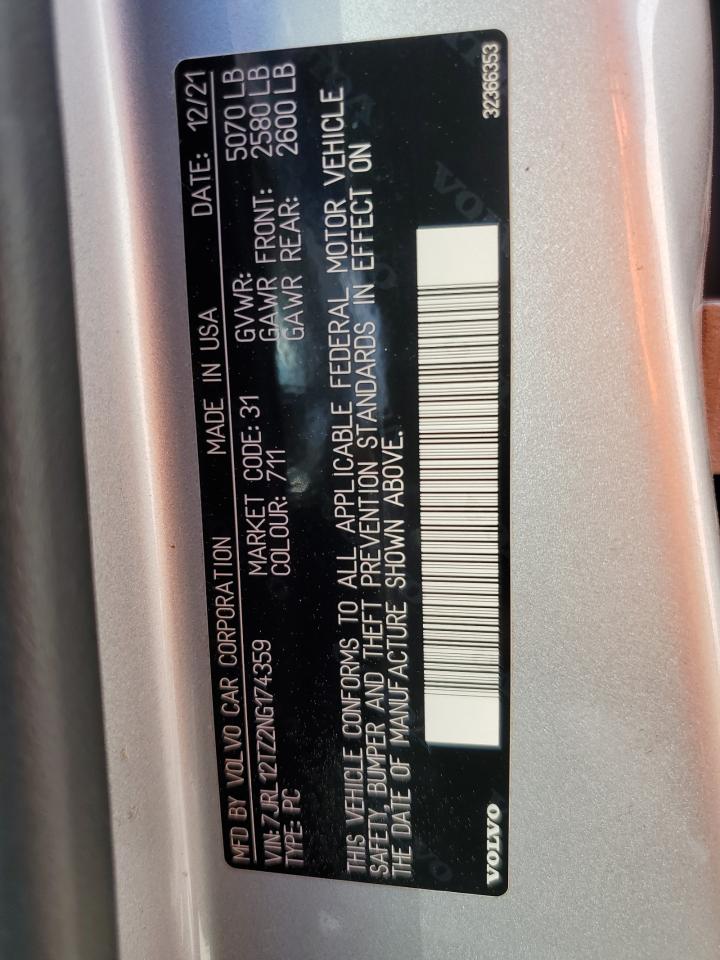 MFD BY VOLVO CAR CORPORATION MADE IN USA DATE: 12/21
VIN: 7JRL12TZ2NG174359 MARKET CODE: 31 GVWR: 5070 LB
TYPE: PC COLOUR: 711 GAWR FRONT: 2580 LB
GAWR REAR: 2600 LB
THIS VEHICLE CONFORMS TO ALL APPLICABLE FEDERAL MOTOR VEHICLE
SAFETY, BUMPER AND THEFT PREVENTION STANDARDS IN EFFECT ON
THE DATE OF MANUFACTURE SHOWN ABOVE.
VOLVO 32366353